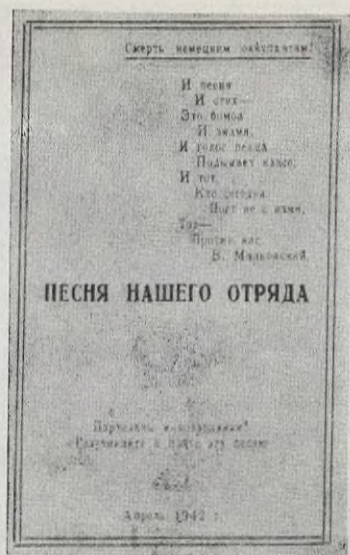 Смерть немецким оккупантам!
И песня
И стих—
Это бомба
И знамя,
И голос певца
Подымает класс,
И тот,
Кто сегодня
Поет не с нами,
Тот—
Против нас.
В. Маяковский.
ПЕСНЯ НАШЕГО ОТРЯДА
Партизаны и партизанки!
Разучивайте и пойте эту песню
Апрель 1942 г.